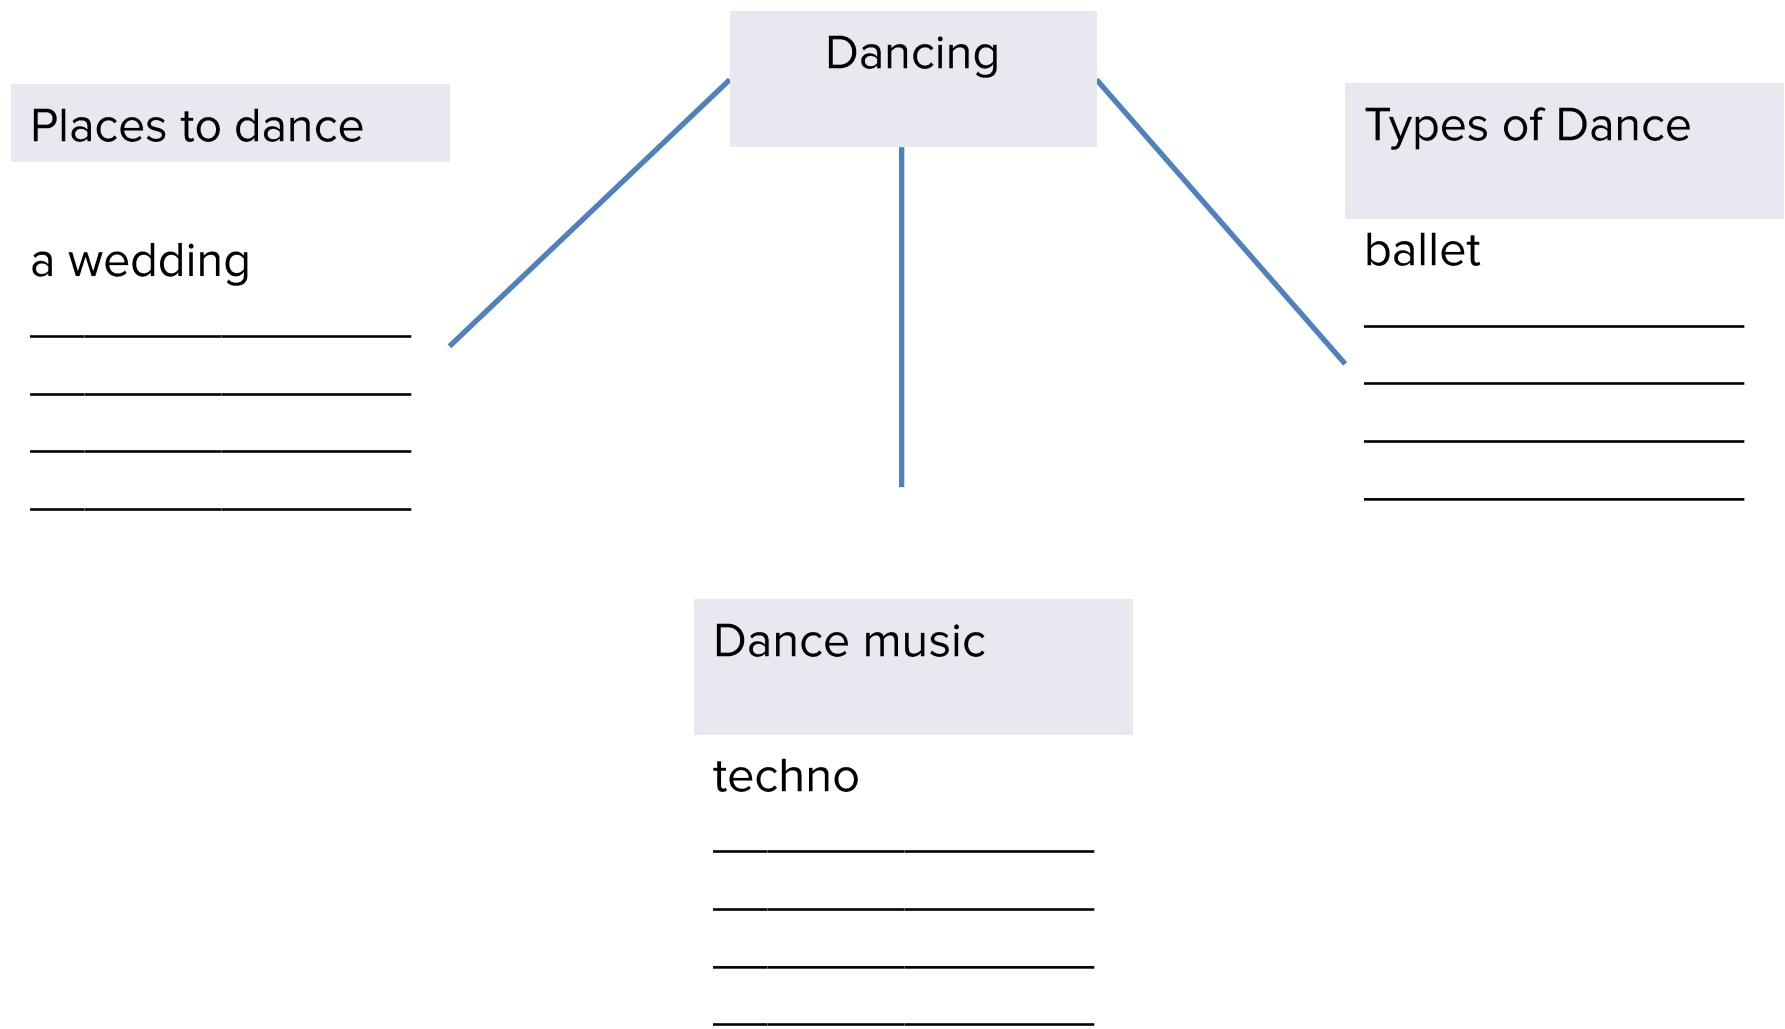 Dancing
Places to dance
a wedding
Types of Dance
ballet
Dance music
techno